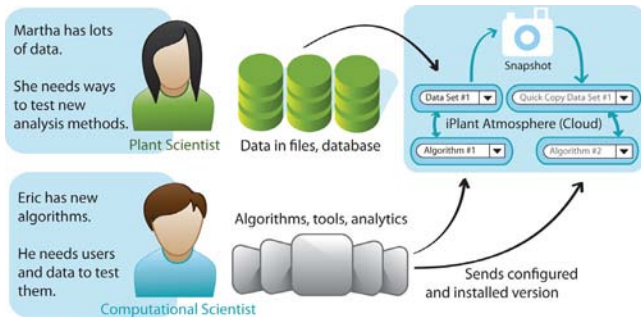 Martha has lots
of data.
She needs ways
to test new
analysis methods.
Plant Scientist
Data in files, database
Snapshot
Data Set #1
Quick Copy Data Set #1
iPlant Atmosphere (Cloud)
Algorithm #1
Algorithm #2
Eric has new
algorithms.
He needs users
and data to test
them.
Computational Scientist
Algorithms, tools, analytics
Sends configured
and installed version